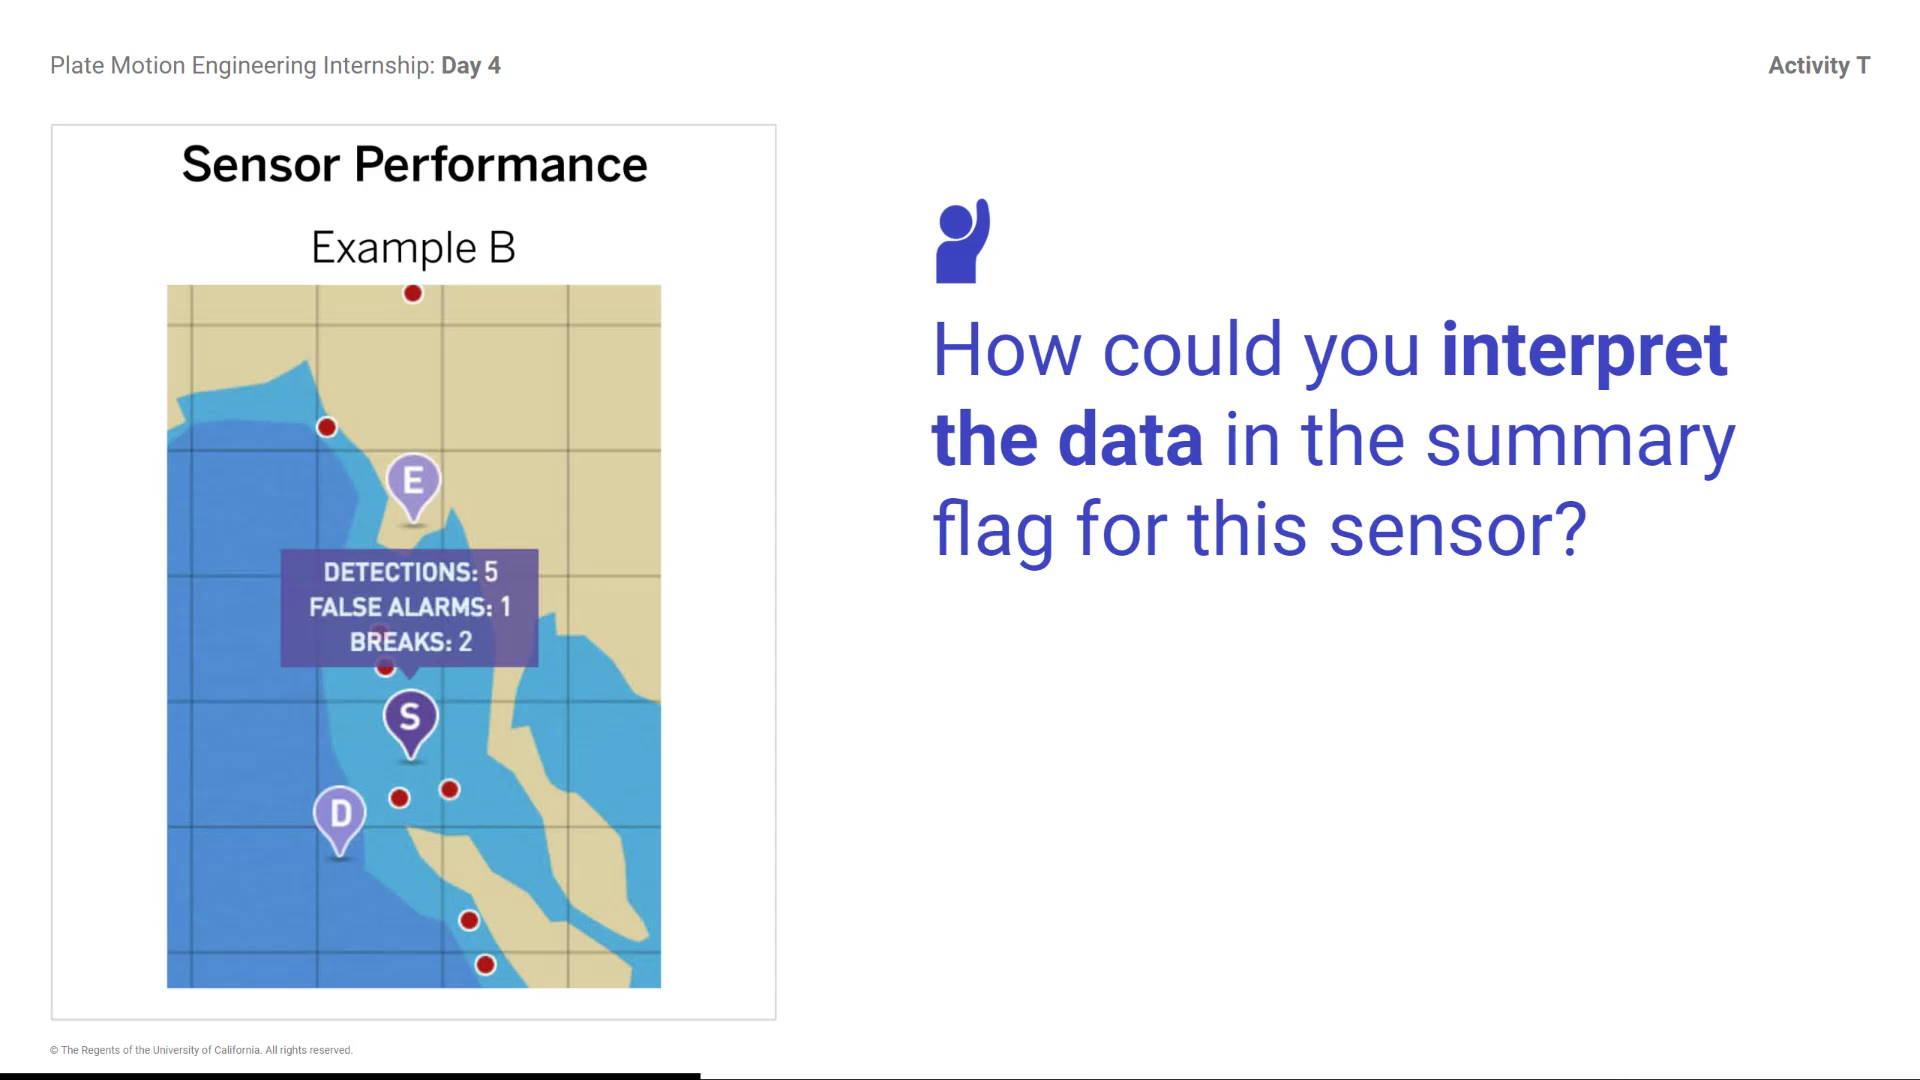 Plate Motion Engineering Internship: Day 4
Activity T
Sensor Performance
Example B
E
DETECTIONS: 5
FALSE ALARMS: 1
BREAKS: 2
S
D
How could you interpret
the data in the summary
flag for this sensor?
© The Regents of the University of California. All rights reserved.